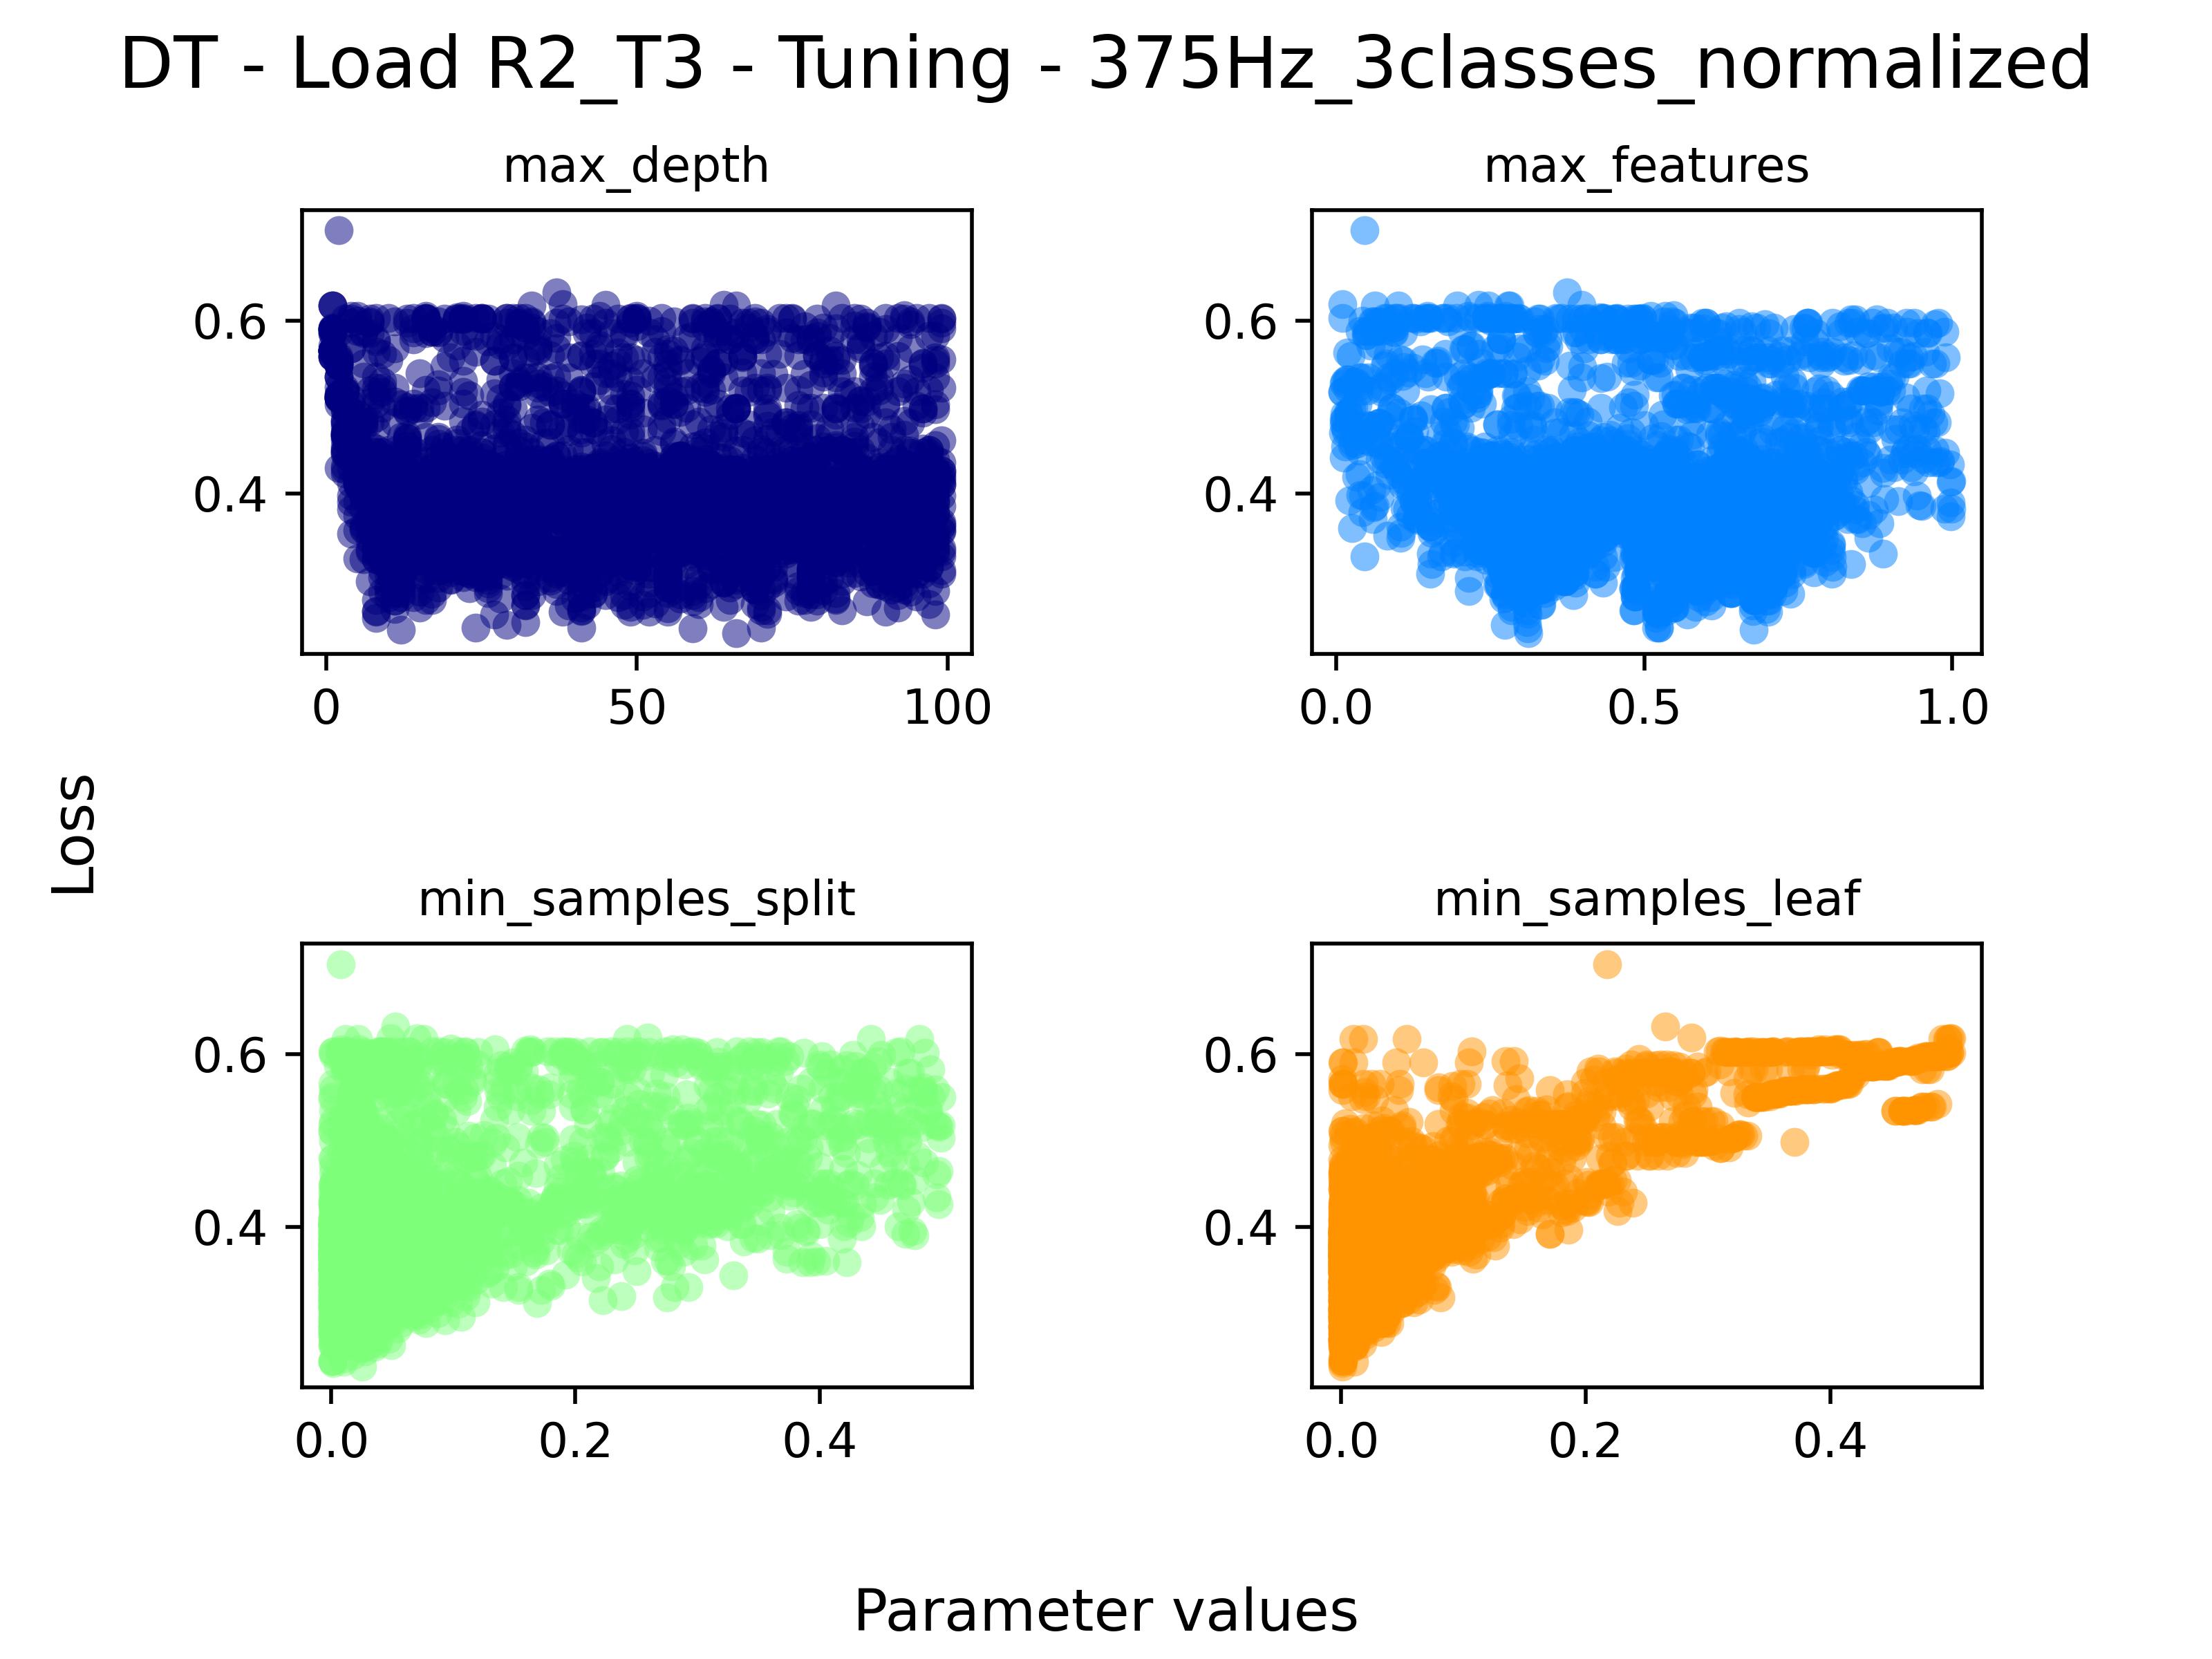 DT - Load R2_T3 - Tuning - 375Hz_3classes_normalized
max_depth
max_features
0.6
0.4
0
50
100
0.6
0.4
0.0
0.5
1.0
Loss
min_samples_split
min_samples_leaf
0.6
0.4
0.0
0.2
0.4
0.6
0.4
0.0
0.2
0.4
Parameter values